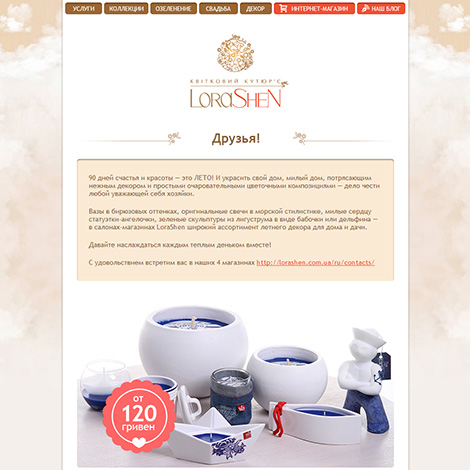 УСЛУГИ КОЛЛЕКЦИИ ОЗЕЛЕНЕНИЕ СВАДЬБА ДЕКОР ИНТЕРНЕТ-МАГАЗИН НАШ БЛОГ
КВІТКОВИЙ КУТЮР'Є
LORASHEN
Друзья!
90 дней счастья и красоты — это ЛЕТО! И украсить свой дом, милый дом, потрясающим
нежным декором и простыми очаровательными цветочными композициями — дело чести
любой уважающей себя хозяйки.
Вазы в бирюзовых оттенках, оригинальные свечи в морской стилистике, милые сердцу
статуэтки-ангелочки, зеленые скульптуры из лигуструма в виде бабочки или дельфина —
в салонах-магазинах LoraShen широкий ассортимент летнего декора для дома и дачи.
Давайте наслаждаться каждым теплым деньком вместе!
С удовольствием встретим вас в наших 4 магазинах http://lorashen.com.ua/ru/contacts/
от
120
гривен